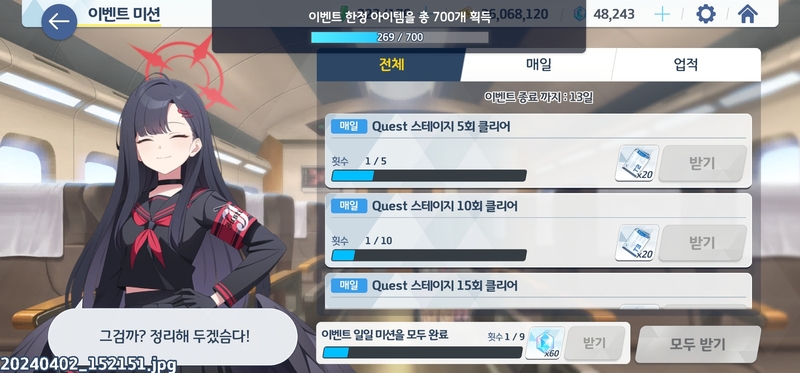 이벤트 미션
이벤트 한정 아이템을 총 700개 획득
269 / 700
5,068,120
48,243
전체
매일
업적
이벤트 종료 까지 : 13일
매일
Quest 스테이지 5회 클리어
횟수
1 / 5
x20
받기
매일
Quest 스테이지 10회 클리어
횟수
1 / 10
x20
받기
매일
Quest 스테이지 15회 클리어
그검까? 정리해 두겠슴다!
이벤트 일일 미션을 모두 완료
횟수 1 / 9
x60
받기
모두 받기
20240402_152151.jpg